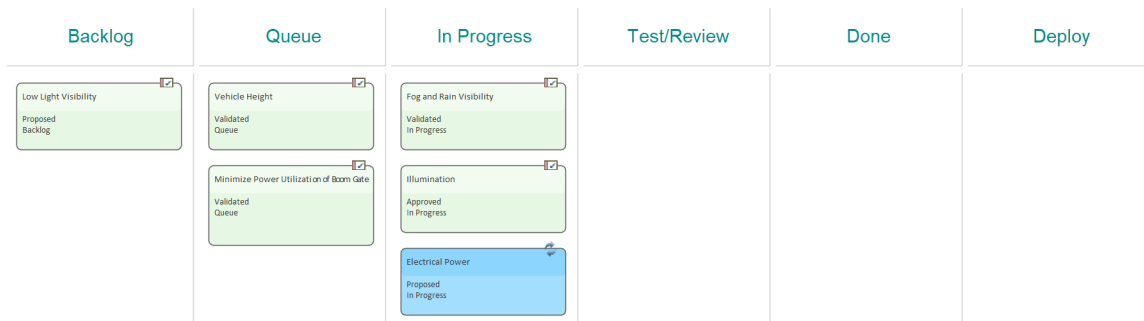 Backlog
Queue
In Progress
Test/Review
Done
Deploy
Low Light Visibility
Proposed
Backlog
Vehicle Height
Validated
Queue
Minimize Power Utilization of Boom Gate
Validated
Queue
Fog and Rain Visibility
Validated
In Progress
Illumination
Approved
In Progress
Electrical Power
Proposed
In Progress